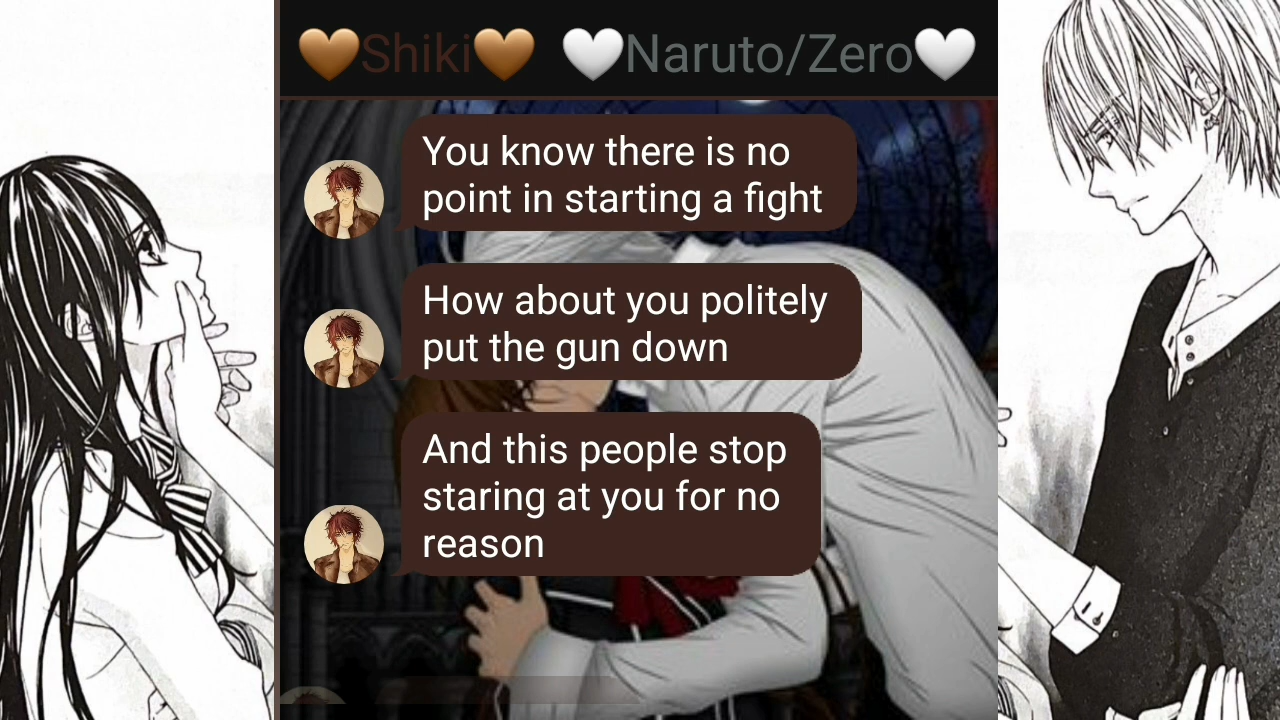 🤎Shiki🤎 🤍Naruto/Zero🤍
You know there is no
point in starting a fight
How about you politely
put the gun down
And this people stop
staring at you for no
reason